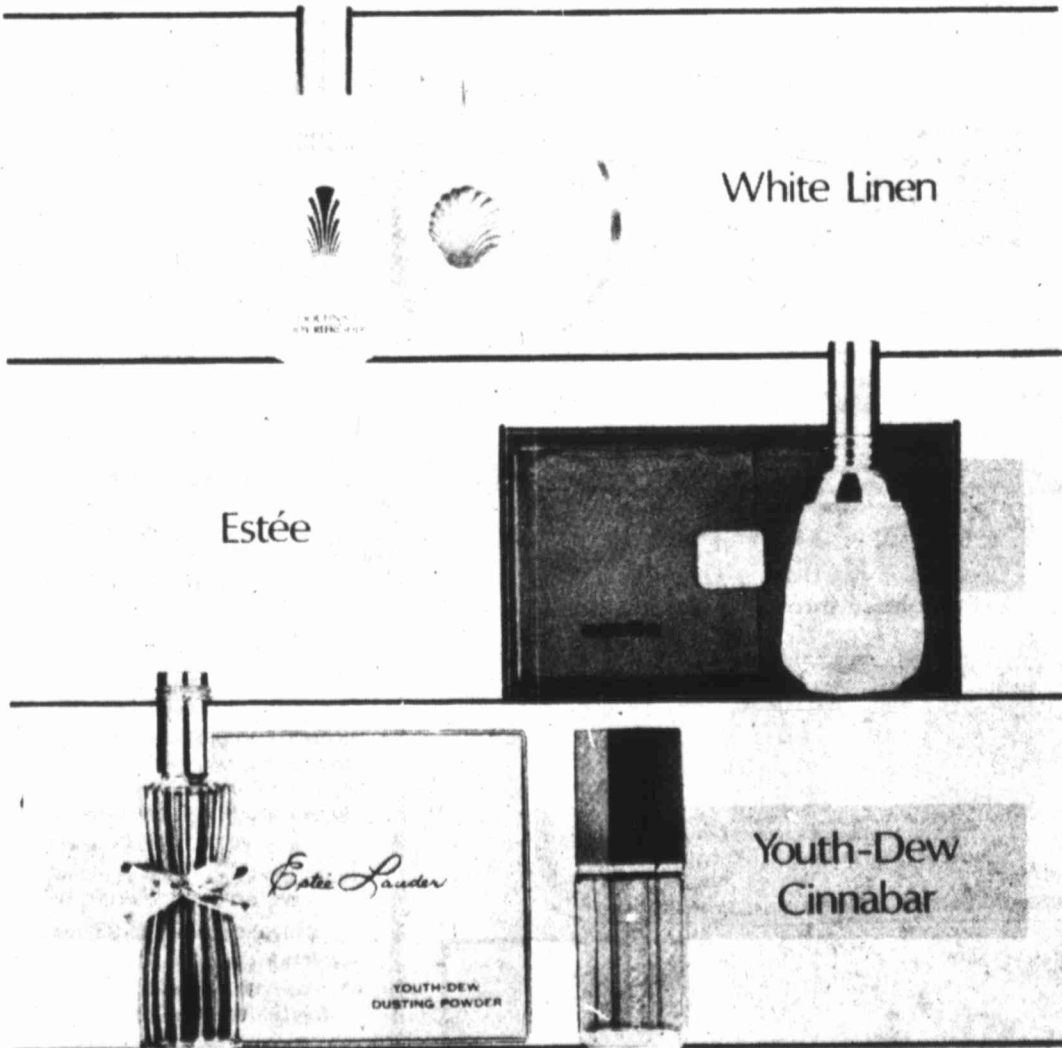 White Linen
Estée
Estée Lauder
YOUTH-DEW
DUSTING POWDER
Youth-Dew
Cinnabar